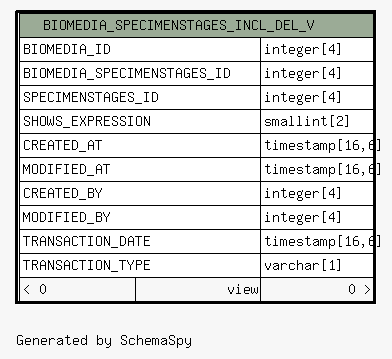 BIOMEDIA_SPECIMENSTAGES_INCL_DEL_V
BIOMEDIA_ID integer[4]
BIOMEDIA_SPECIMENSTAGES_ID integer[4]
SPECIMENSTAGES_ID integer[4]
SHOWS_EXPRESSION smallint[2]
CREATED_AT timestamp[16,6]
MODIFIED_AT timestamp[16,6]
CREATED_BY integer[4]
MODIFIED_BY integer[4]
TRANSACTION_DATE timestamp[16,6]
TRANSACTION_TYPE varchar[1]
< 0 view 0 >
Generated by SchemaSpy